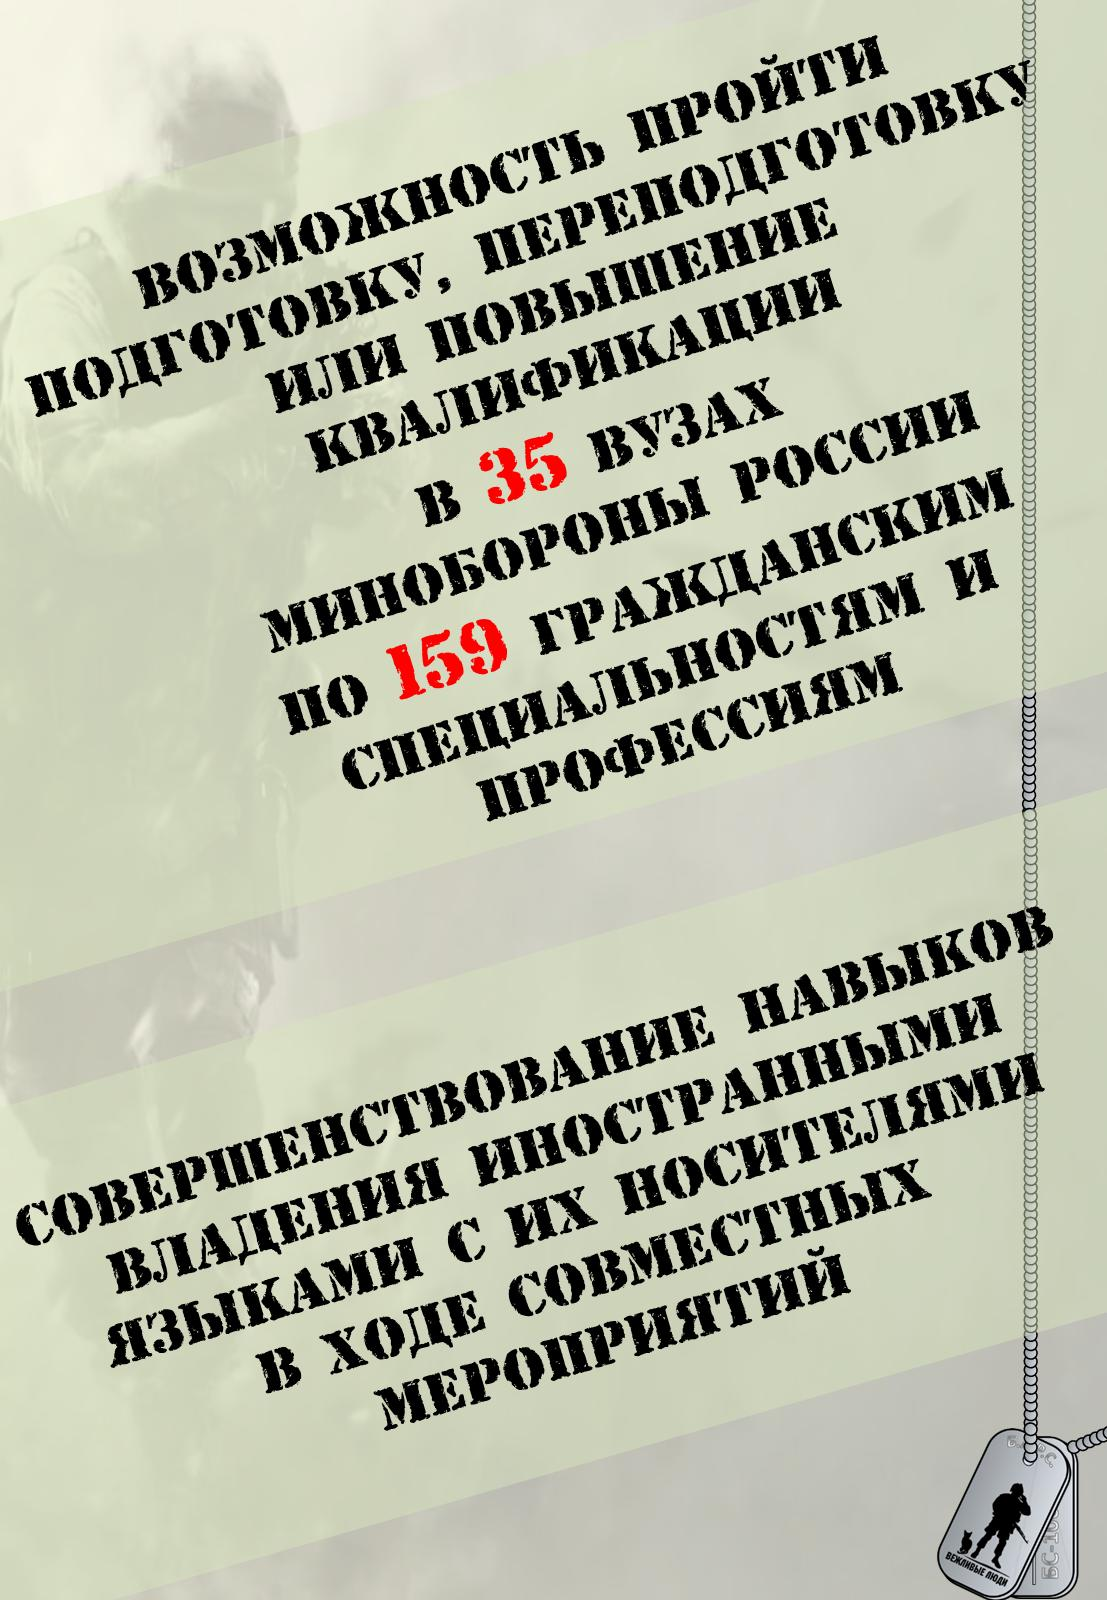 ВОЗМОЖНОСТЬ ПРОЙТИ
ПОДГОТОВКУ, ПЕРЕПОДГОТОВКУ
ИЛИ ПОВЫШЕНИЕ
КВАЛИФИКАЦИИ
В 35 ВУЗАХ
МИНОБОРОНЫ РОССИИ
ПО 159 ГРАЖДАНСКИМ
СПЕЦИАЛЬНОСТЯМ И
ПРОФЕССИЯМ
СОВЕРШЕНСТВОВАНИЕ НАВЫКОВ
ВЛАДЕНИЯ ИНОСТРАННЫМИ
ЯЗЫКАМИ С ИХ НОСИТЕЛЯМИ
В ХОДЕ СОВМЕСТНЫХ
МЕРОПРИЯТИЙ
ВЕЖЛИВЫЕ ЛЮДИ